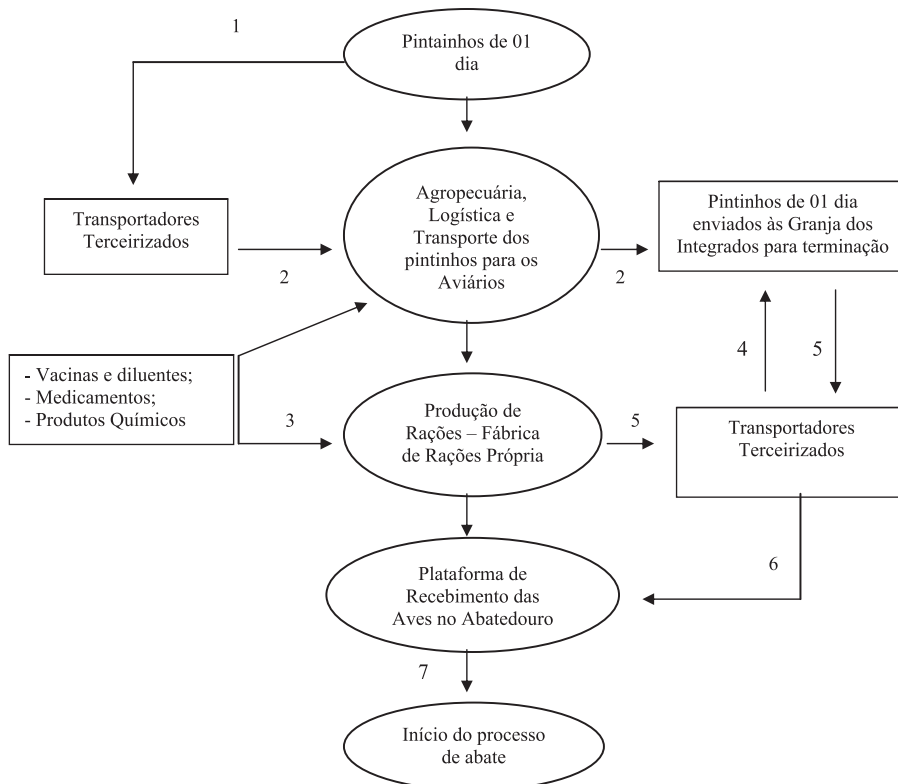 1
Pintainhos de 01
dia
Transportadores
Terceirizados
2
Agropecuária,
Logística e
Transporte dos
pintinhos para os
Aviários
2
Pintinhos de 01 dia
enviados às Granja dos
Integrados para terminação
4
5
- Vacinas e diluentes;
- Medicamentos;
- Produtos Químicos
3
Produção de
Rações – Fábrica
de Rações Própria
5
Transportadores
Terceirizados
6
Plataforma de
Recebimento das
Aves no Abatedouro
7
Início do processo
de abate